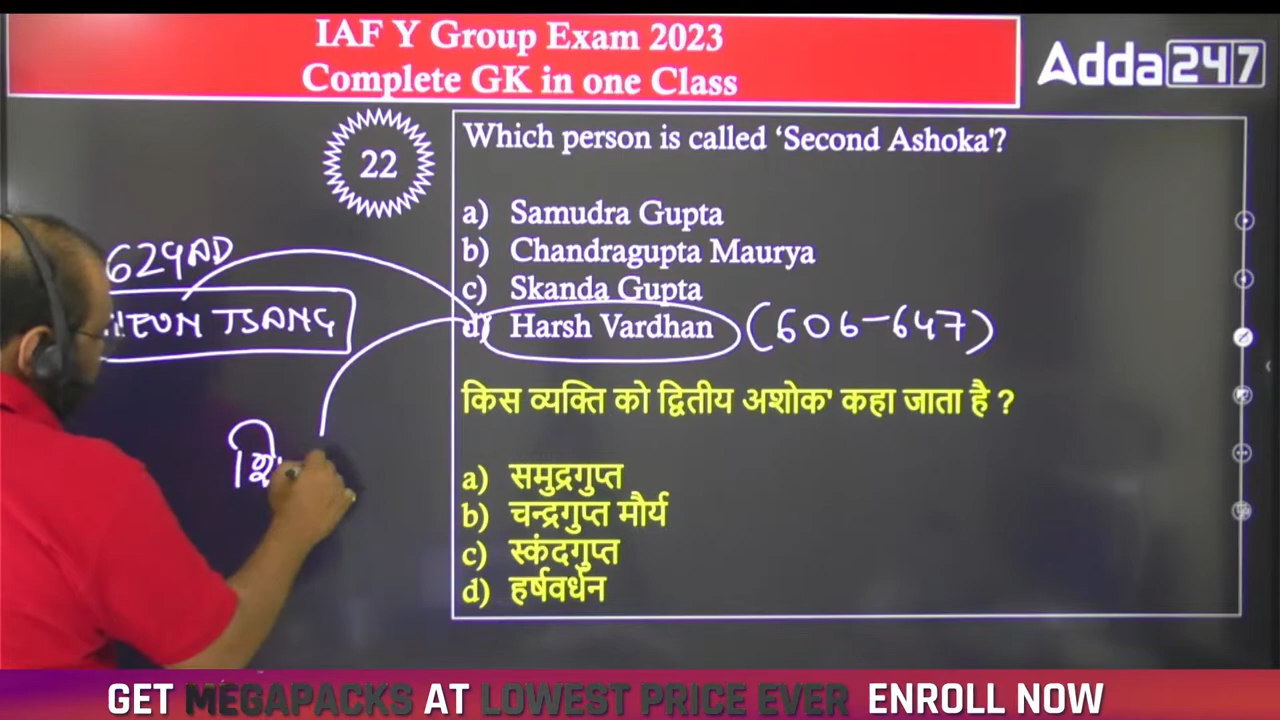 IAF Y Group Exam 2023
Complete GK in one Class
Adda247
22
Which person is called ‘Second Ashoka'?
a) Samudra Gupta
b) Chandragupta Maurya
c) Skanda Gupta
d) Harsh Vardhan (606-647)
629AD
TSANG
किस व्यक्ति को द्वितीय अशोक' कहा जाता है ?
a) समुद्रगुप्त
b) चन्द्रगुप्त मौर्य
c) स्कंदगुप्त
d) हर्षवर्धन
GET MEGAPACKS AT LOWEST PRICE EVER ENROLL NOW